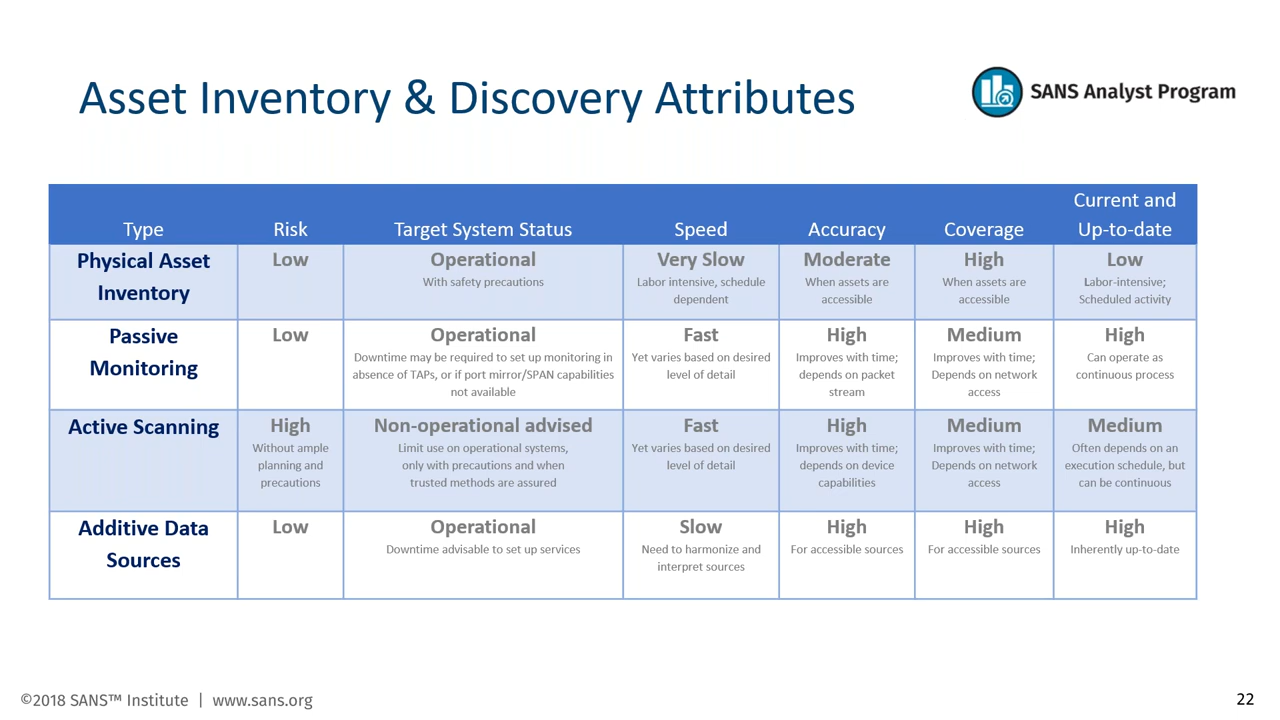 Asset Inventory & Discovery Attributes
SANS Analyst Program
Type
Risk
Target System Status
Speed
Accuracy
Coverage
Current and
Up-to-date
Physical Asset
Inventory
Low
Operational
With safety precautions
Very Slow
Labor intensive, schedule
dependent
Moderate
When assets are
accessible
High
When assets are
accessible
Low
Labor-intensive;
Scheduled activity
Passive
Monitoring
Low
Operational
Downtime may be required to set up monitoring in
absence of TAPs, or if port mirror/SPAN capabilities
not available
Fast
Yet varies based on desired
level of detail
High
Improves with time;
depends on packet
stream
Medium
Improves with time;
Depends on network
access
High
Can operate as
continuous process
Active Scanning
High
Without ample
planning and
precautions
Non-operational advised
Limit use on operational systems,
only with precautions and when
trusted methods are assured
Fast
Yet varies based on desired
level of detail
High
Improves with time;
depends on device
capabilities
Medium
Improves with time;
Depends on network
access
Medium
Often depends on an
execution schedule, but
can be continuous
Additive Data
Sources
Low
Operational
Downtime advisable to set up services
Slow
Need to harmonize and
interpret sources
High
For accessible sources
High
For accessible sources
High
Inherently up-to-date
©2018 SANS™ Institute | www.sans.org
22